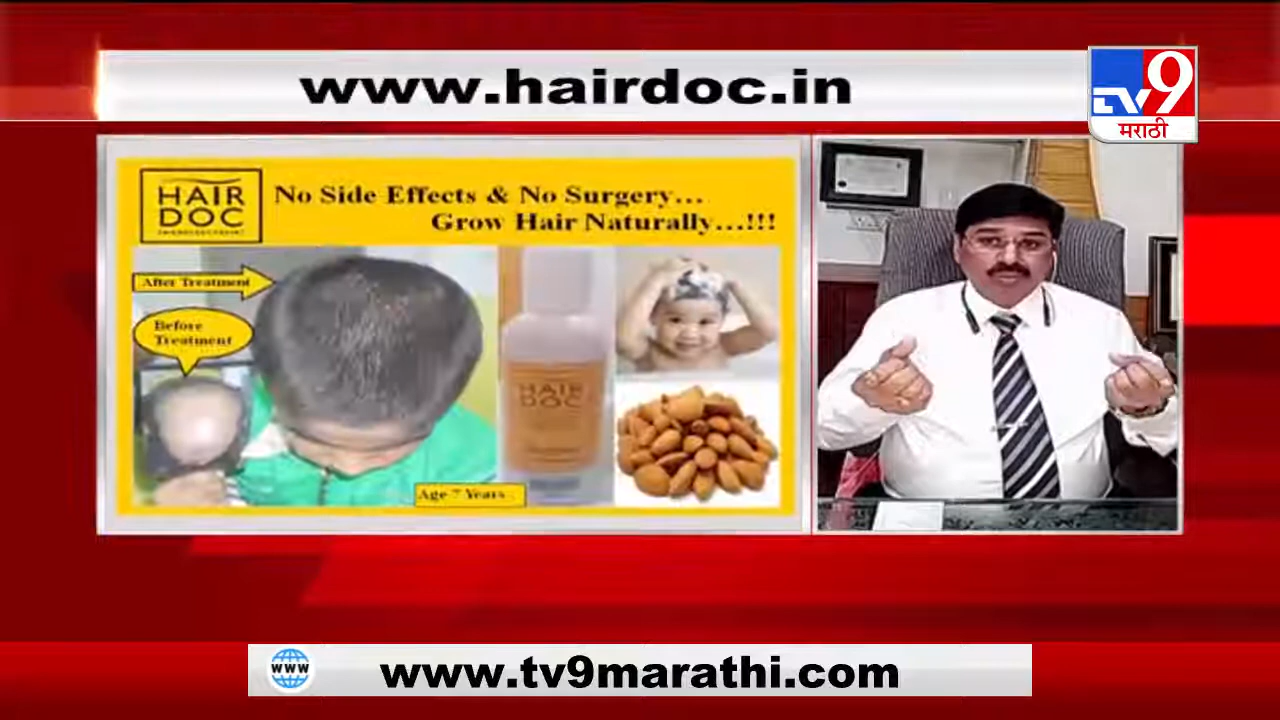 www.hairdoc.in
TV9
मराठी
HAIR
DOC
No Side Effects & No Surgery...
Grow Hair Naturally...!!!
After Treatment
Before
Treatment
HAIR
DOC
Age 7 Years
www
www.tv9marathi.com